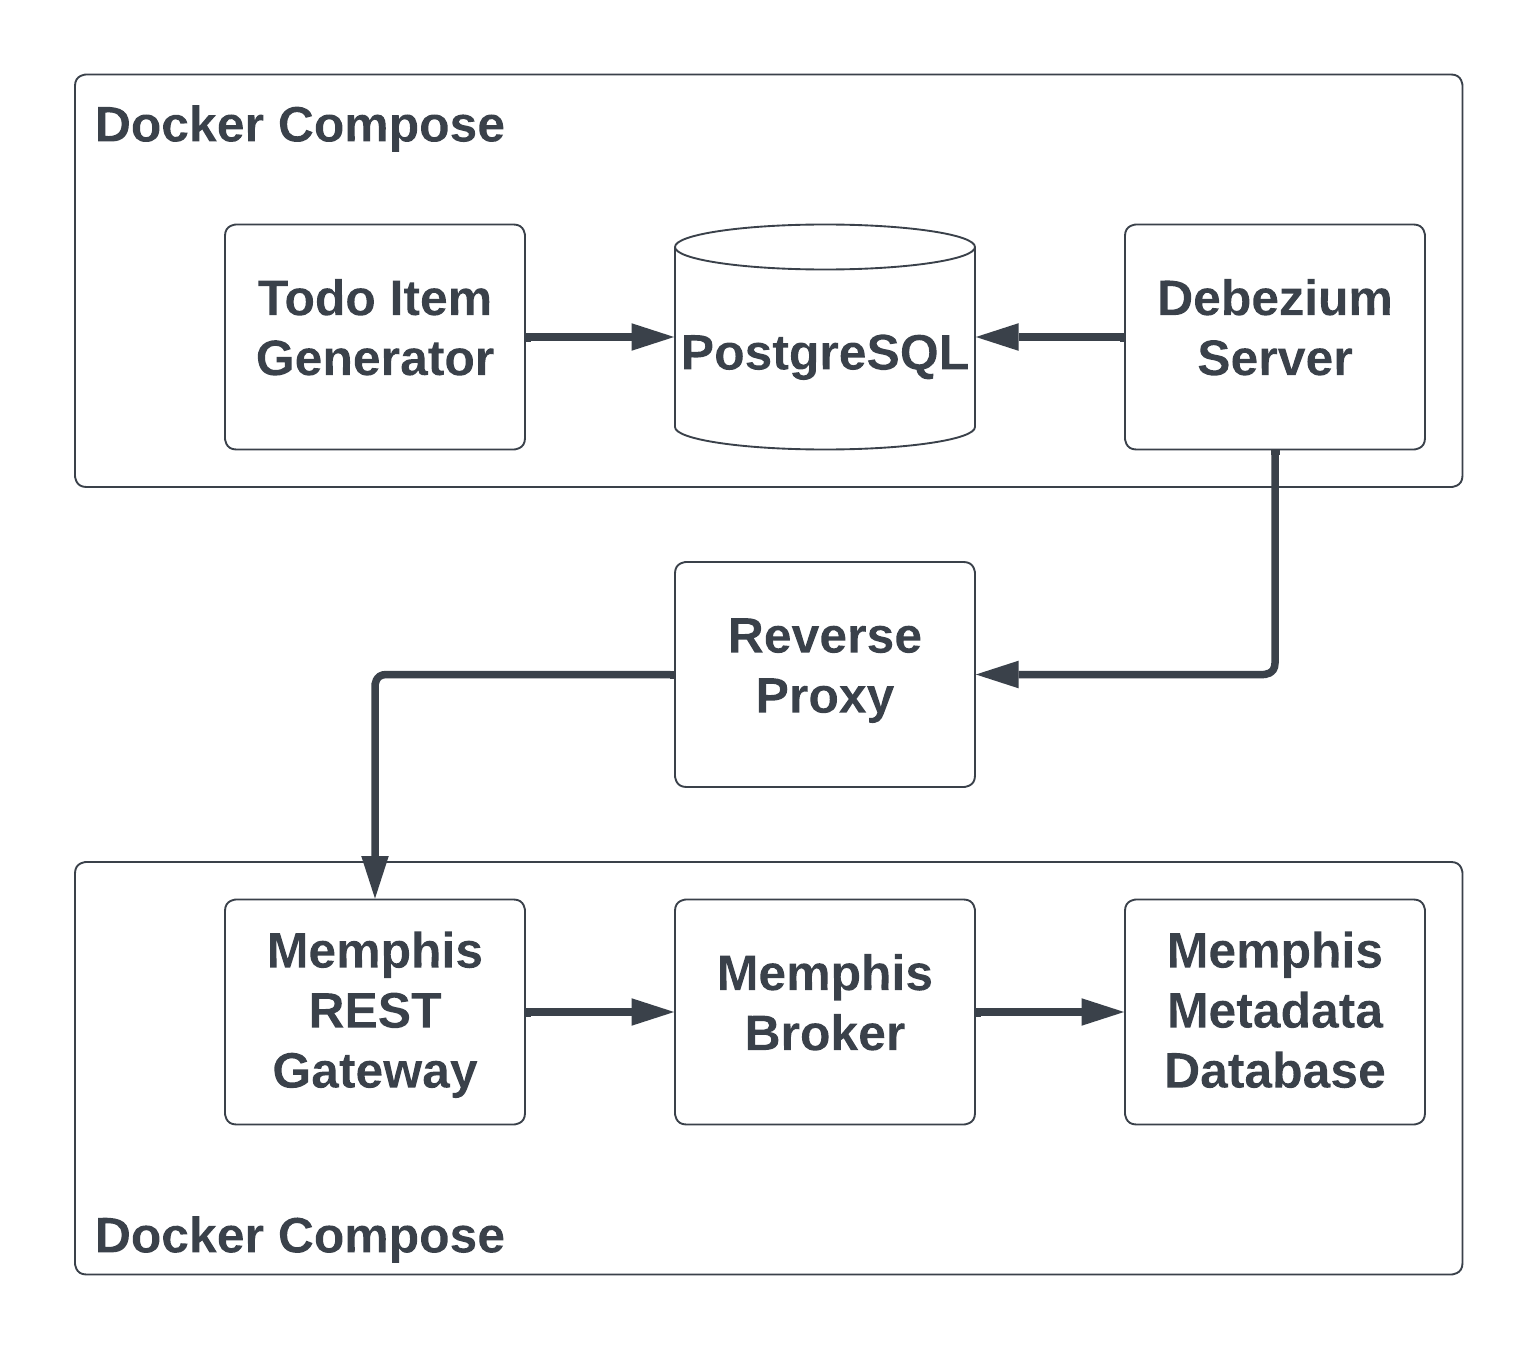 Docker Compose
Todo Item
Generator
PostgreSQL
Debezium
Server
Reverse
Proxy
Memphis
REST
Gateway
Memphis
Broker
Memphis
Metadata
Database
Docker Compose